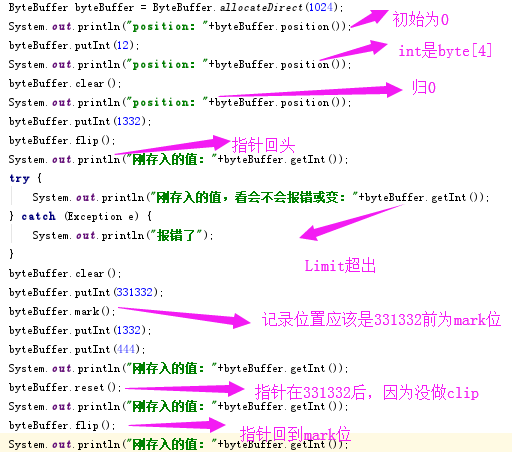 ByteBuffer byteBuffer = ByteBuffer.allocateDirect(1024);
System.out.println("position: "+byteBuffer.position());
初始为0
byteBuffer.putInt(12);
System.out.println("position: "+byteBuffer.position());
int是byte[4]
byteBuffer.clear();
System.out.println("position: "+byteBuffer.position());
归0
byteBuffer.putInt(1332);
byteBuffer.flip();
指针回头
System.out.println("刚存入的值: "+byteBuffer.getInt());
try {
System.out.println("刚存入的值，看会不会报错或变: "+byteBuffer.getInt());
} catch (Exception e) {
System.out.println("报错了");
}
Limit超出
byteBuffer.clear();
byteBuffer.putInt(331332);
byteBuffer.mark();
记录位置应该是331332前为mark位
byteBuffer.putInt(1332);
byteBuffer.putInt(444);
System.out.println("刚存入的值: "+byteBuffer.getInt());
byteBuffer.reset();
指针在331332后，因为没做clip
System.out.println("刚存入的值: "+byteBuffer.getInt());
byteBuffer.flip();
指针回到mark位
System.out.println("刚存入的值: "+byteBuffer.getInt());